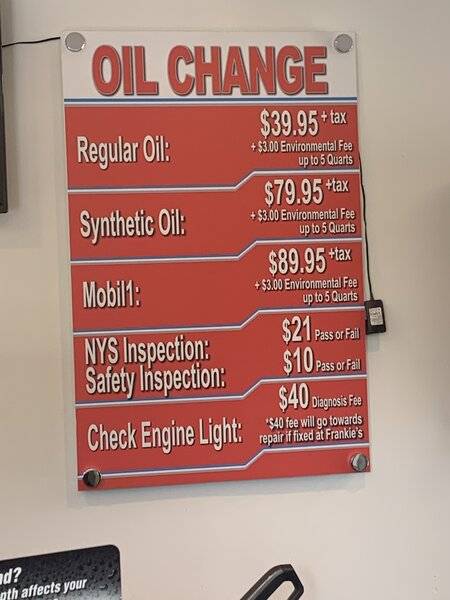 OIL CHANGE
Regular Oil:
$39.95 + tax
+ $3.00 Environmental Fee
up to 5 Quarts
Synthetic Oil:
$79.95 +tax
+ $3.00 Environmental Fee
up to 5 Quarts
Mobil1:
$89.95 +tax
+ $3.00 Environmental Fee
up to 5 Quarts
NYS Inspection: $21 Pass or Fail
Safety Inspection: $10 Pass or Fail
Check Engine Light:
$40 Diagnosis Fee
*$40 fee will go towards
repair if fixed at Frankie's
affects your